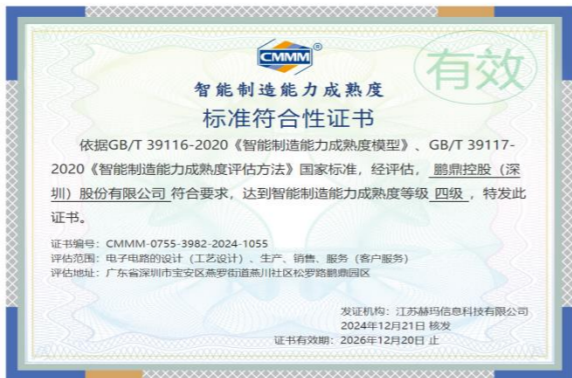 CMMM®
有效
智能制造能力成熟度
标准符合性证书
依据GB/T 39116-2020《智能制造能力成熟度模型》、GB/T 39117-
2020《智能制造能力成熟度评估方法》国家标准，经评估，鹏鼎控股（深
圳）股份有限公司 符合要求，达到智能制造能力成熟度等级 四级 ，特发此
证书。
证书编号：CMMM-0755-3982-2024-1055
评估范围：电子电路的设计（工艺设计）、生产、销售、服务（客户服务）
评估地址：广东省深圳市宝安区燕罗街道燕川社区松罗路鹏鼎园区
发证机构：江苏赫玛信息科技有限公司
2024年12月21日 核发
证书有效期：2026年12月20日 止